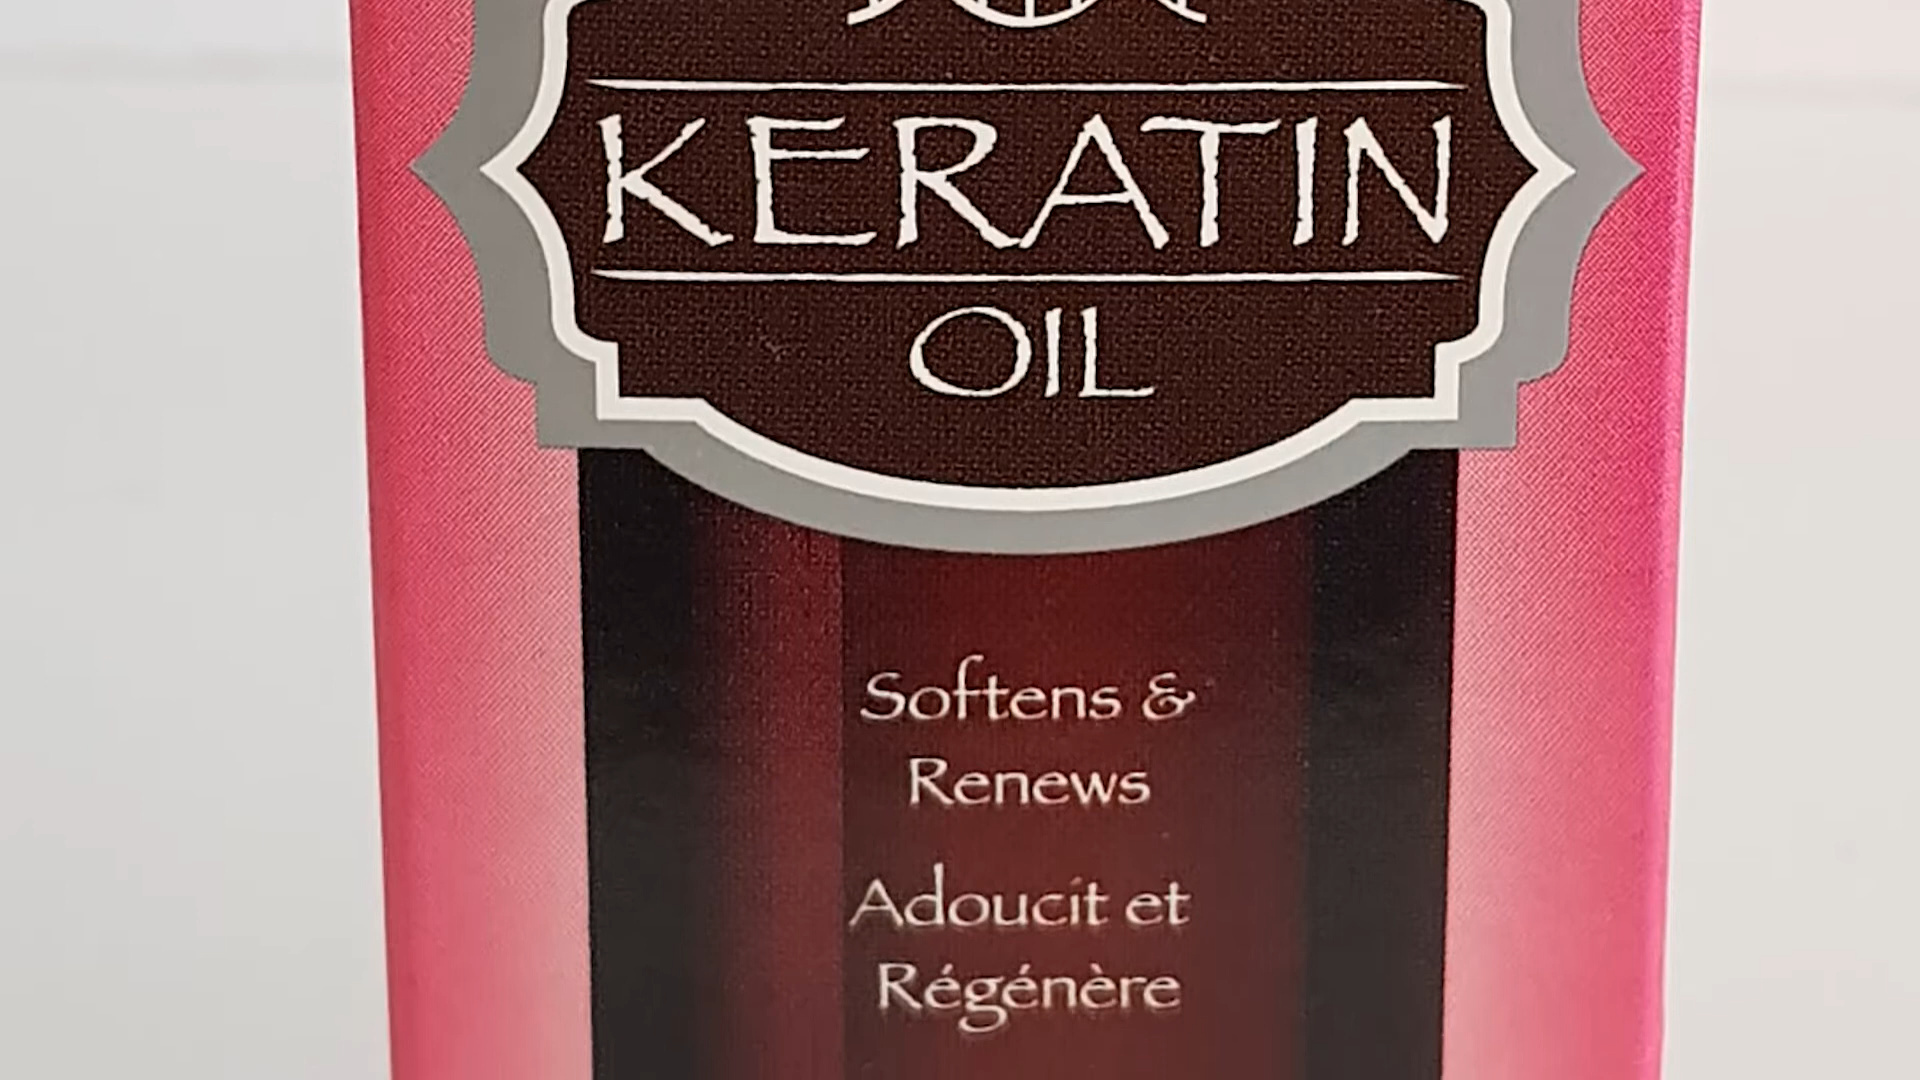 KERATIN
OIL
Softens &
Renews
Adoucit et
Régénère